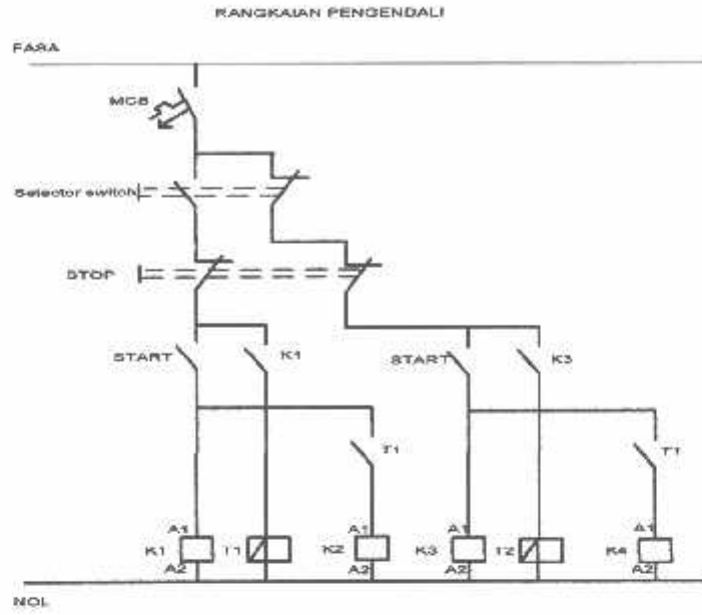 RANGKAIAN PENGENDALI
FASA
MCB
Selector switch
STOP
START K1 START K3
T1 T1
A1 A1 A1 A1
K1 T1 K2 K3 T2 K4
A2 A2 A2 A2
NOL